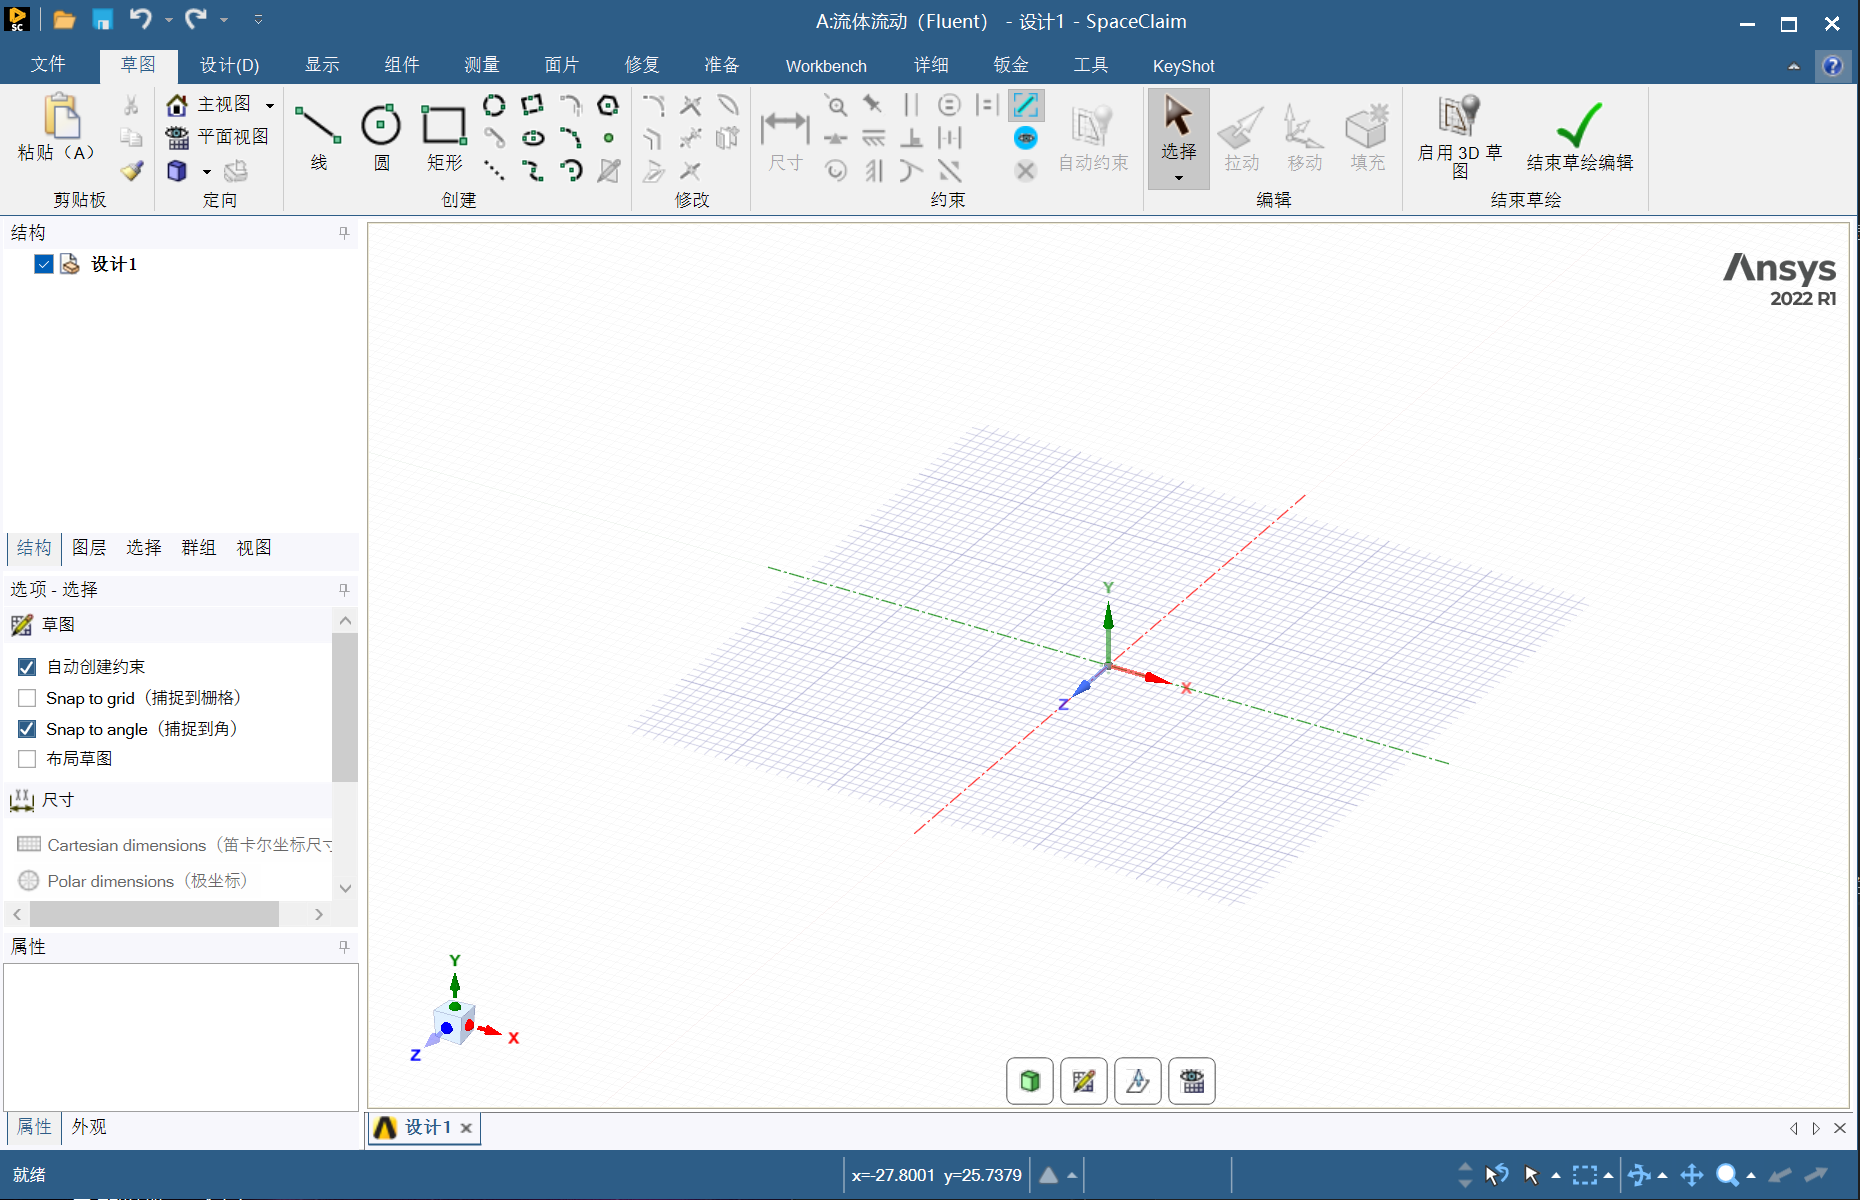 A:流体流动（Fluent） - 设计1 - SpaceClaim
文件 草图 设计(D) 显示 组件 测量 面片 修复 准备 Workbench 详细 钣金 工具 KeyShot
粘贴（A）
剪贴板
主视图
平面视图
定向
线 圆 矩形
创建
修改
尺寸
自动约束
约束
选择 拉动 移动 填充
编辑
启用 3D 草
图
结束草绘编辑
结束草绘
结构
设计1
结构 图层 选择 群组 视图
选项 - 选择
草图
自动创建约束
Snap to grid（捕捉到栅格）
Snap to angle（捕捉到角）
布局草图
尺寸
Cartesian dimensions（笛卡尔坐标尺寸
Polar dimensions（极坐标）
属性
属性 外观
Ansys
2022 R1
Y
X
Z
Y
X
Z
设计1
就绪
x=-27.8001 y=25.7379